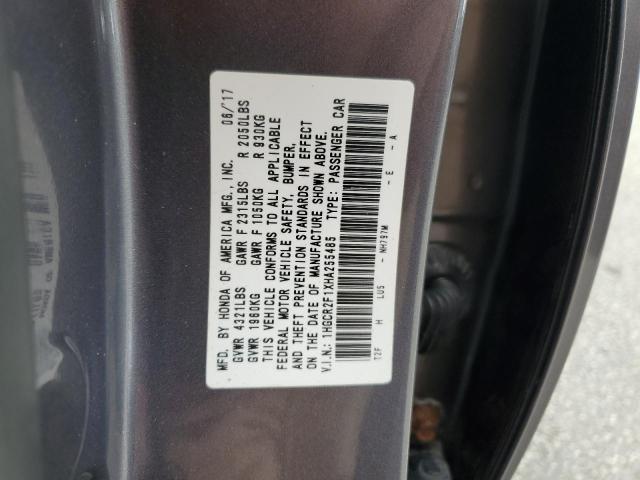 MFD. BY HONDA OF AMERICA MFG., INC. 06/17
GVWR 4321LBS GAWR F 2315LBS R 2050LBS
GVWR 1960KG GAWR F 1050KG R 930KG
THIS VEHICLE CONFORMS TO ALL APPLICABLE
FEDERAL MOTOR VEHICLE SAFETY, BUMPER,
AND THEFT PREVENTION STANDARDS IN EFFECT
ON THE DATE OF MANUFACTURE SHOWN ABOVE.
V.I.N.: 1HGCR2F1XHA255485 TYPE: PASSENGER CAR
T2F H LU5 NH797M - E - A